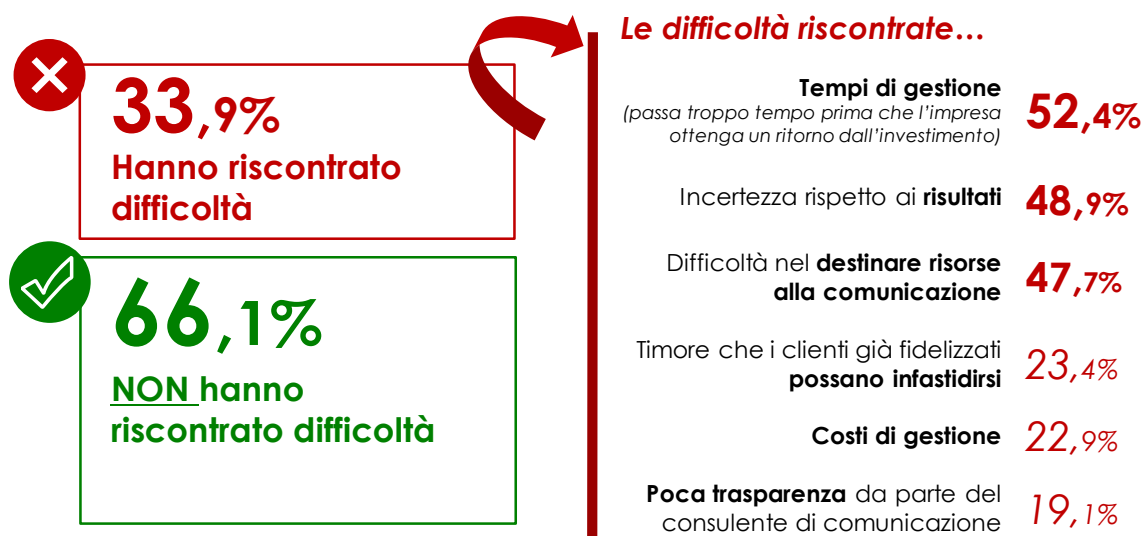 33,9%
Hanno riscontrato
difficoltà
66,1%
NON hanno
riscontrato difficoltà
Le difficoltà riscontrate...
Tempi di gestione
(passa troppo tempo prima che l'impresa
ottenga un ritorno dall'investimento)
52,4%
Incertezza rispetto ai risultati
48,9%
Difficoltà nel destinare risorse
alla comunicazione
47,7%
Timore che i clienti già fidelizzati
possano infastidirsi
23,4%
Costi di gestione
22,9%
Poca trasparenza da parte del
consulente di comunicazione
19,1%